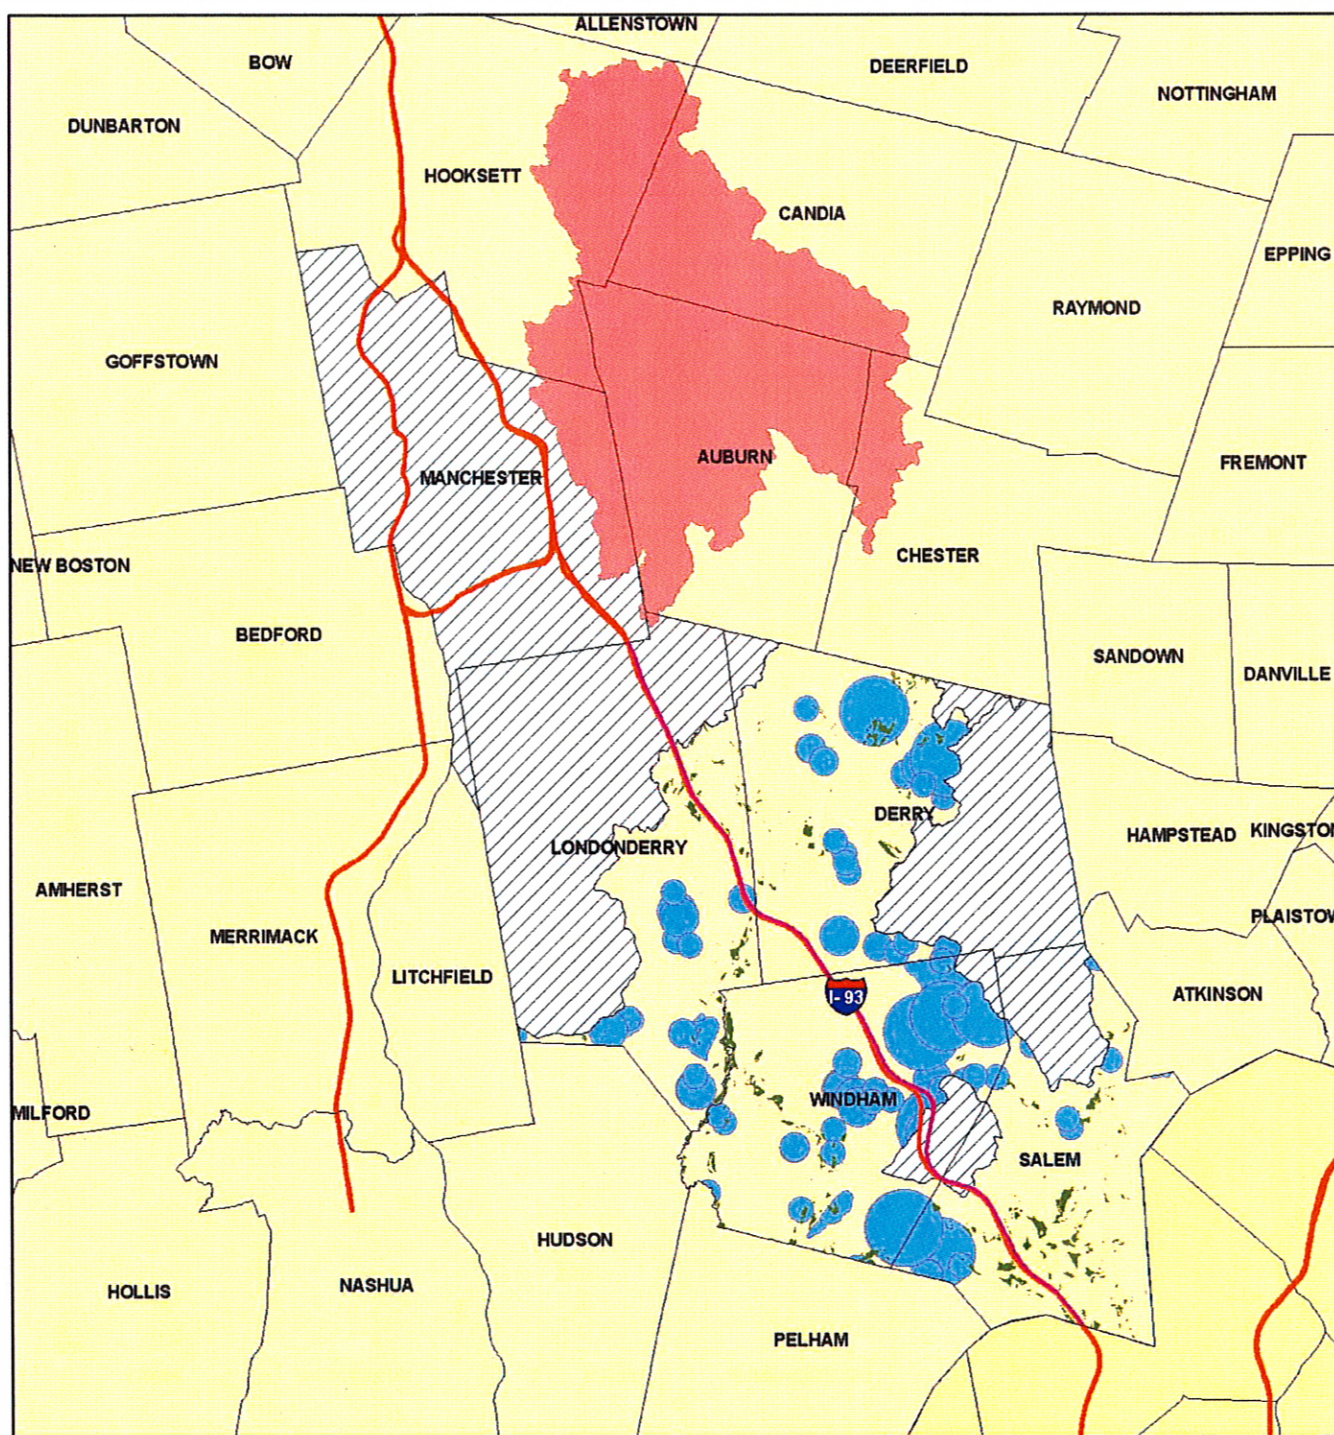 ALLENSTOWN
BOW
DEERFIELD
NOTTINGHAM
DUNBARTON
HOOKSETT
CANDIA
EPPING
RAYMOND
GOFFSTOWN
AUBURN
FREMONT
MANCHESTER
CHESTER
NEW BOSTON
BEDFORD
SANDOWN
DANVILLE
DERRY
HAMPSTEAD
KINGSTON
LONDONDERRY
AMHERST
PLAISTOW
MERRIMACK
LITCHFIELD
I-93
ATKINSON
WINDHAM
MILFORD
SALEM
HUDSON
NASHUA
HOLLIS
PELHAM